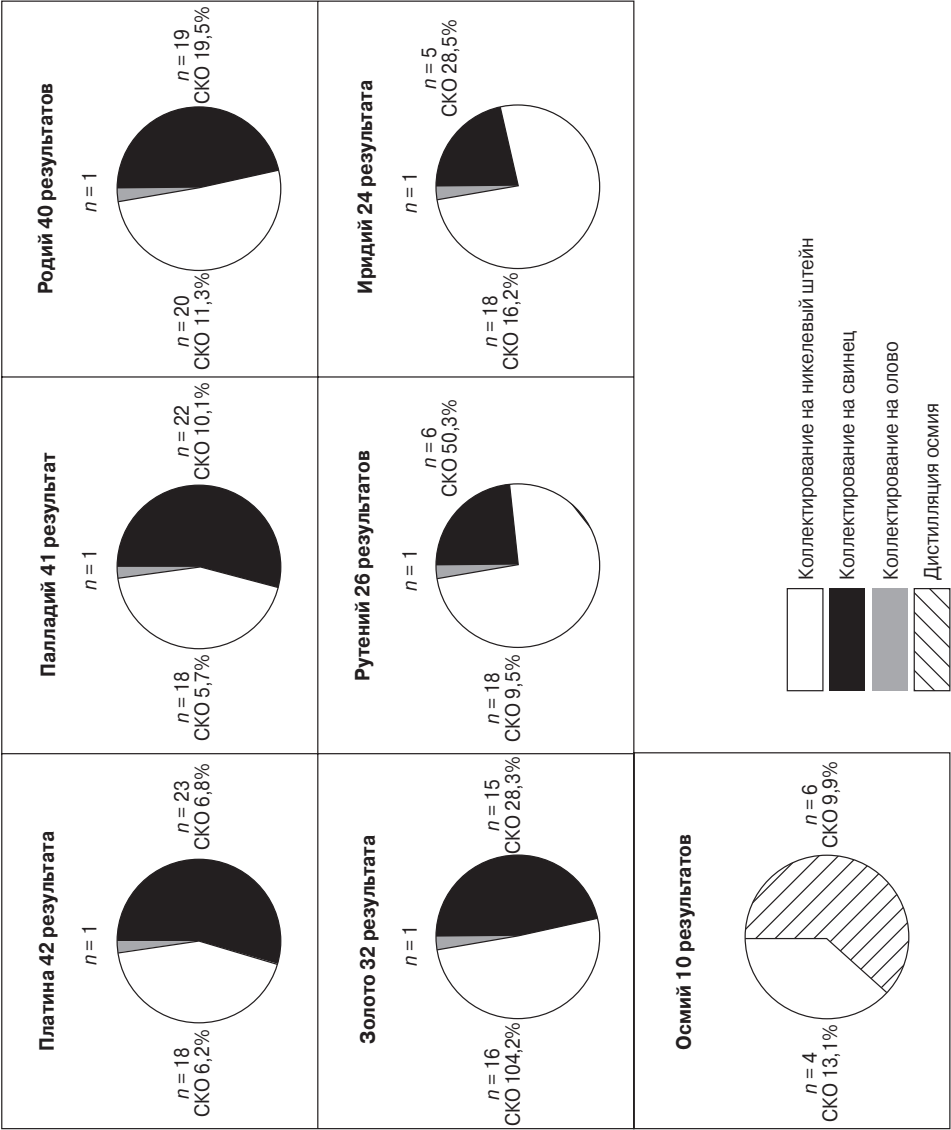 Платина 42 результата
n = 1
n = 18
СКО 6,2%
n = 23
СКО 6,8%
Палладий 41 результат
n = 1
n = 18
СКО 5,7%
n = 22
СКО 10,1%
Родий 40 результатов
n = 1
n = 20
СКО 11,3%
n = 19
СКО 19,5%
Золото 32 результата
n = 1
n = 16
СКО 104,2%
n = 15
СКО 28,3%
Рутений 26 результатов
n = 1
n = 18
СКО 9,5%
n = 6
СКО 50,3%
Иридий 24 результата
n = 1
n = 18
СКО 16,2%
n = 5
СКО 28,5%
Осмий 10 результатов
n = 4
СКО 13,1%
n = 6
СКО 9,9%
Коллектирование на никелевый штейн
Коллектирование на свинец
Коллектирование на олово
Дистилляция осмия